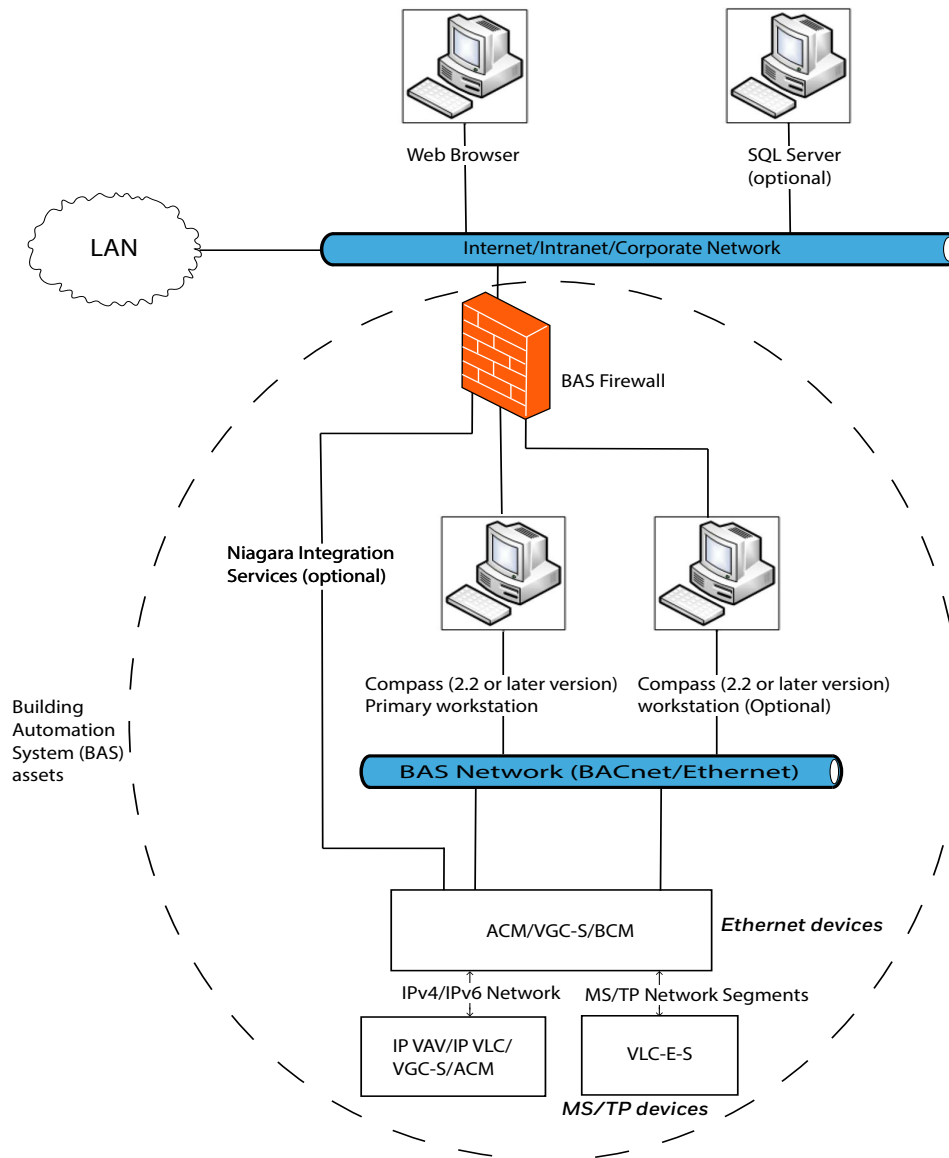 Web Browser
SQL Server
(optional)
LAN
Internet/Intranet/Corporate Network
BAS Firewall
Niagara Integration
Services (optional)
Compass (2.2 or later version)
Primary workstation
Compass (2.2 or later version)
workstation (Optional)
Building
Automation
System (BAS)
assets
BAS Network (BACnet/Ethernet)
ACM/VGC-S/BCM
Ethernet devices
IPv4/IPv6 Network
MS/TP Network Segments
IP VAV/IP VLC/
VGC-S/ACM
VLC-E-S
MS/TP devices